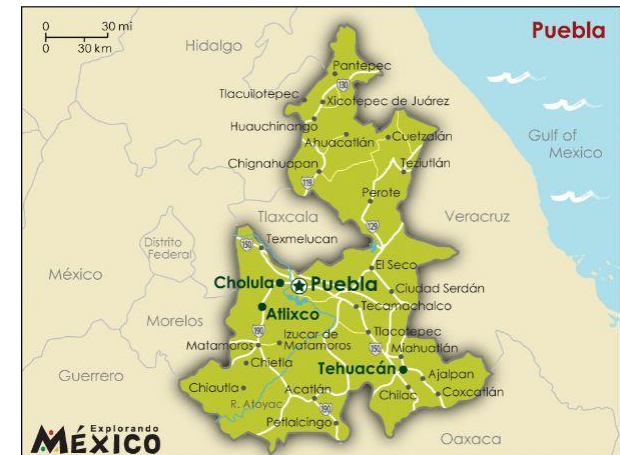 0 30 mi
0 30 km
Puebla
Hidalgo
Pantepec
130
Tlacuilotepec
Xicotepec de Juárez
Huauchinango
Ahuacatlán
Cuetzalán
Gulf of
Mexico
Chignahuapan
Teziutlán
119
Perote
Tlaxcala
Veracruz
129
Distrito
Federal
150
Texmelucan
El Seco
México
Cholula
Puebla
Ciudad Serdán
Atlixco
Tecamachalco
Morelos
190
Izucar de
Matamoros
Tlacotepec
Matamoros
150
Miahuatlán
Chietla
Tehuacán
Guerrero
Ajalpan
Chiautla
Acatlán
Chilac
Coxcatlán
R. Atoyac
190
Petlalcingo
Oaxaca
Explorando
MÉXICO